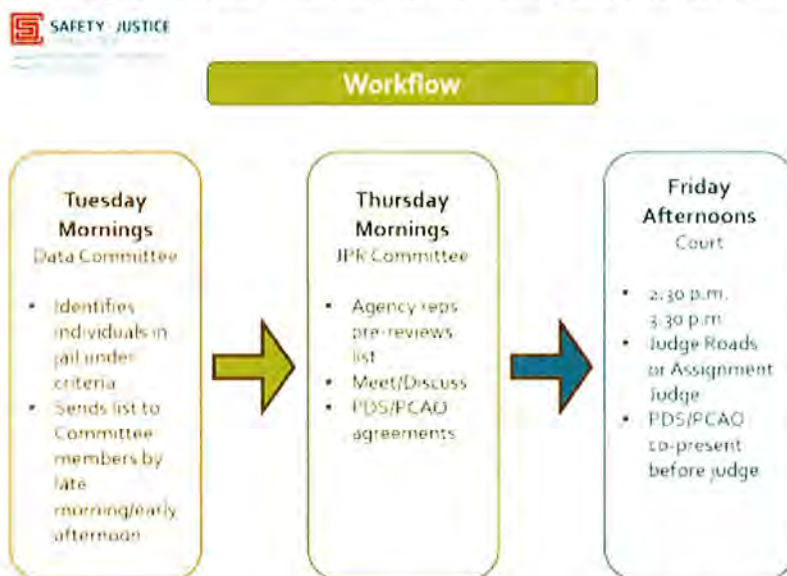 SAFETY JUSTICE
Workflow
Tuesday
Mornings
Data Committee
• Identifies
individuals in
jail under
criteria
• Sends list to
Committee
members by
late
morning/early
afternoon
Thursday
Mornings
JPR Committee
• Agency reps
pre-reviews
list
• Meet/Discuss
• PDS/PCAO
agreements
Friday
Afternoons
Court
• 2:30 p.m.
3:30 p.m.
• Judge Roads
or Assignment
Judge
• PDS/PCAO
co-present
before judge